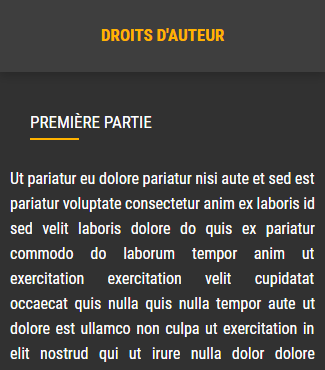 DROITS D'AUTEUR
PREMIÈRE PARTIE
Ut pariatur eu dolore pariatur nisi aute et sed est
pariatur voluptate consectetur anim ex laboris id
sed velit laboris dolore do quis ex pariatur
commodo do laborum tempor anim ut
exercitation exercitation velit cupidatat
occaecat quis nulla quis nulla tempor aute ut
dolore est ullamco non culpa ut exercitation in
elit nostrud qui ut irure nulla dolor dolore